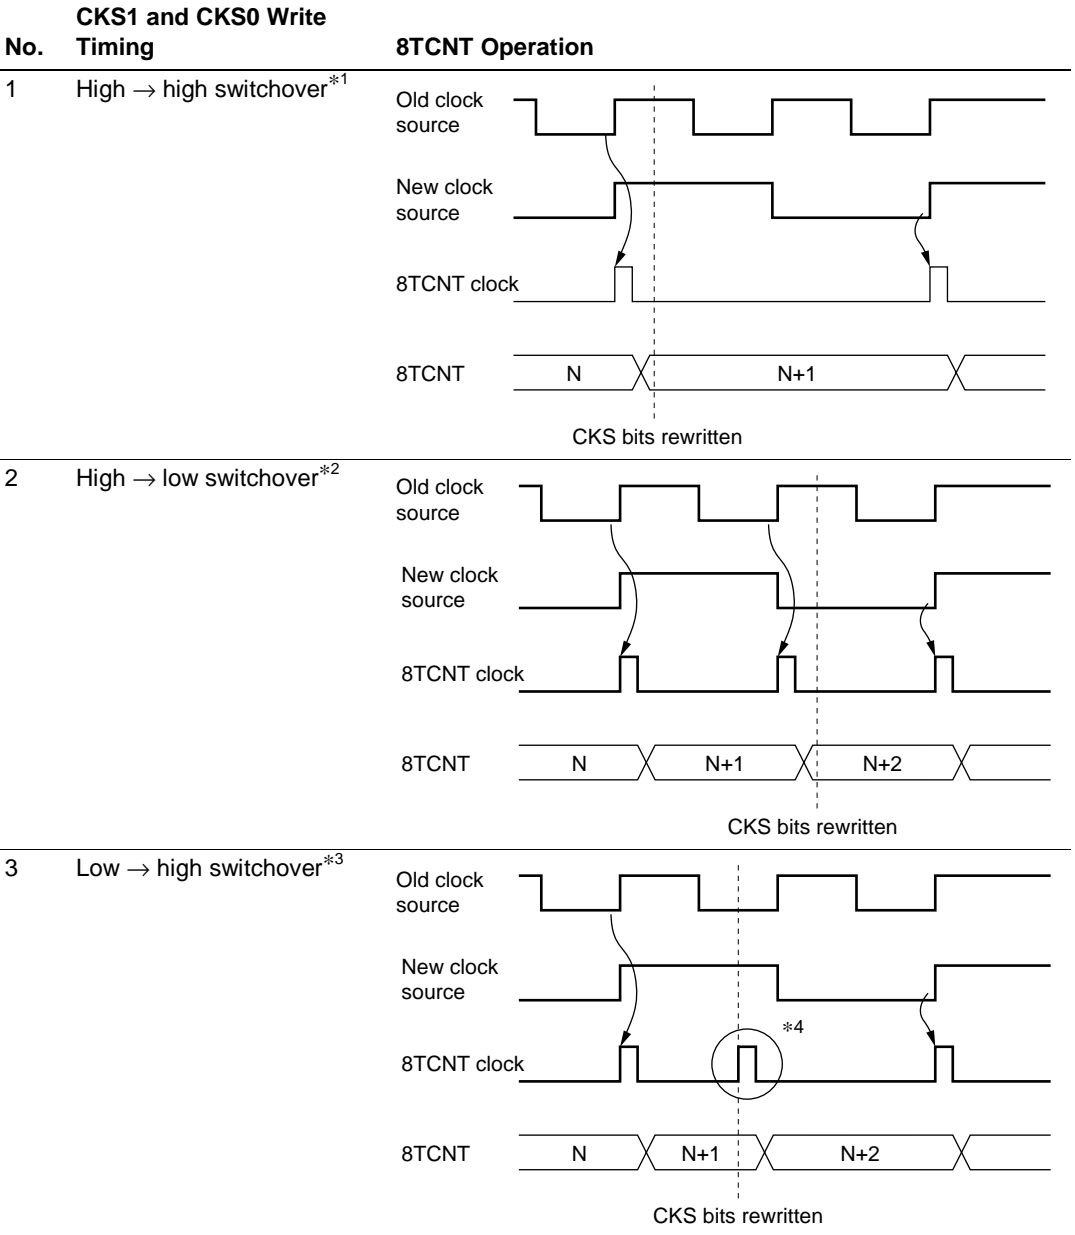 CKS1 and CKS0 Write
No. Timing 8TCNT Operation
1 High → high switchover*1
Old clock
source
New clock
source
8TCNT clock
8TCNT N N+1
CKS bits rewritten
2 High → low switchover*2
Old clock
source
New clock
source
8TCNT clock
8TCNT N N+1 N+2
CKS bits rewritten
3 Low → high switchover*3
Old clock
source
New clock
source
*4
8TCNT clock
8TCNT N N+1 N+2
CKS bits rewritten